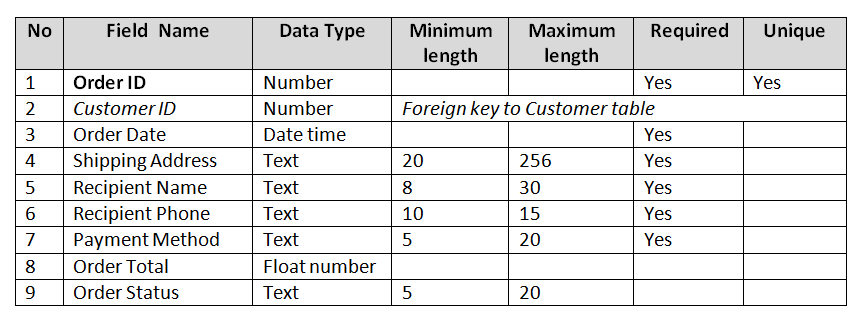 No Field Name Data Type Minimum length Maximum length Required Unique
1 Order ID Number Yes Yes
2 Customer ID Number Foreign key to Customer table
3 Order Date Date time Yes
4 Shipping Address Text 20 256 Yes
5 Recipient Name Text 8 30 Yes
6 Recipient Phone Text 10 15 Yes
7 Payment Method Text 5 20 Yes
8 Order Total Float number
9 Order Status Text 5 20